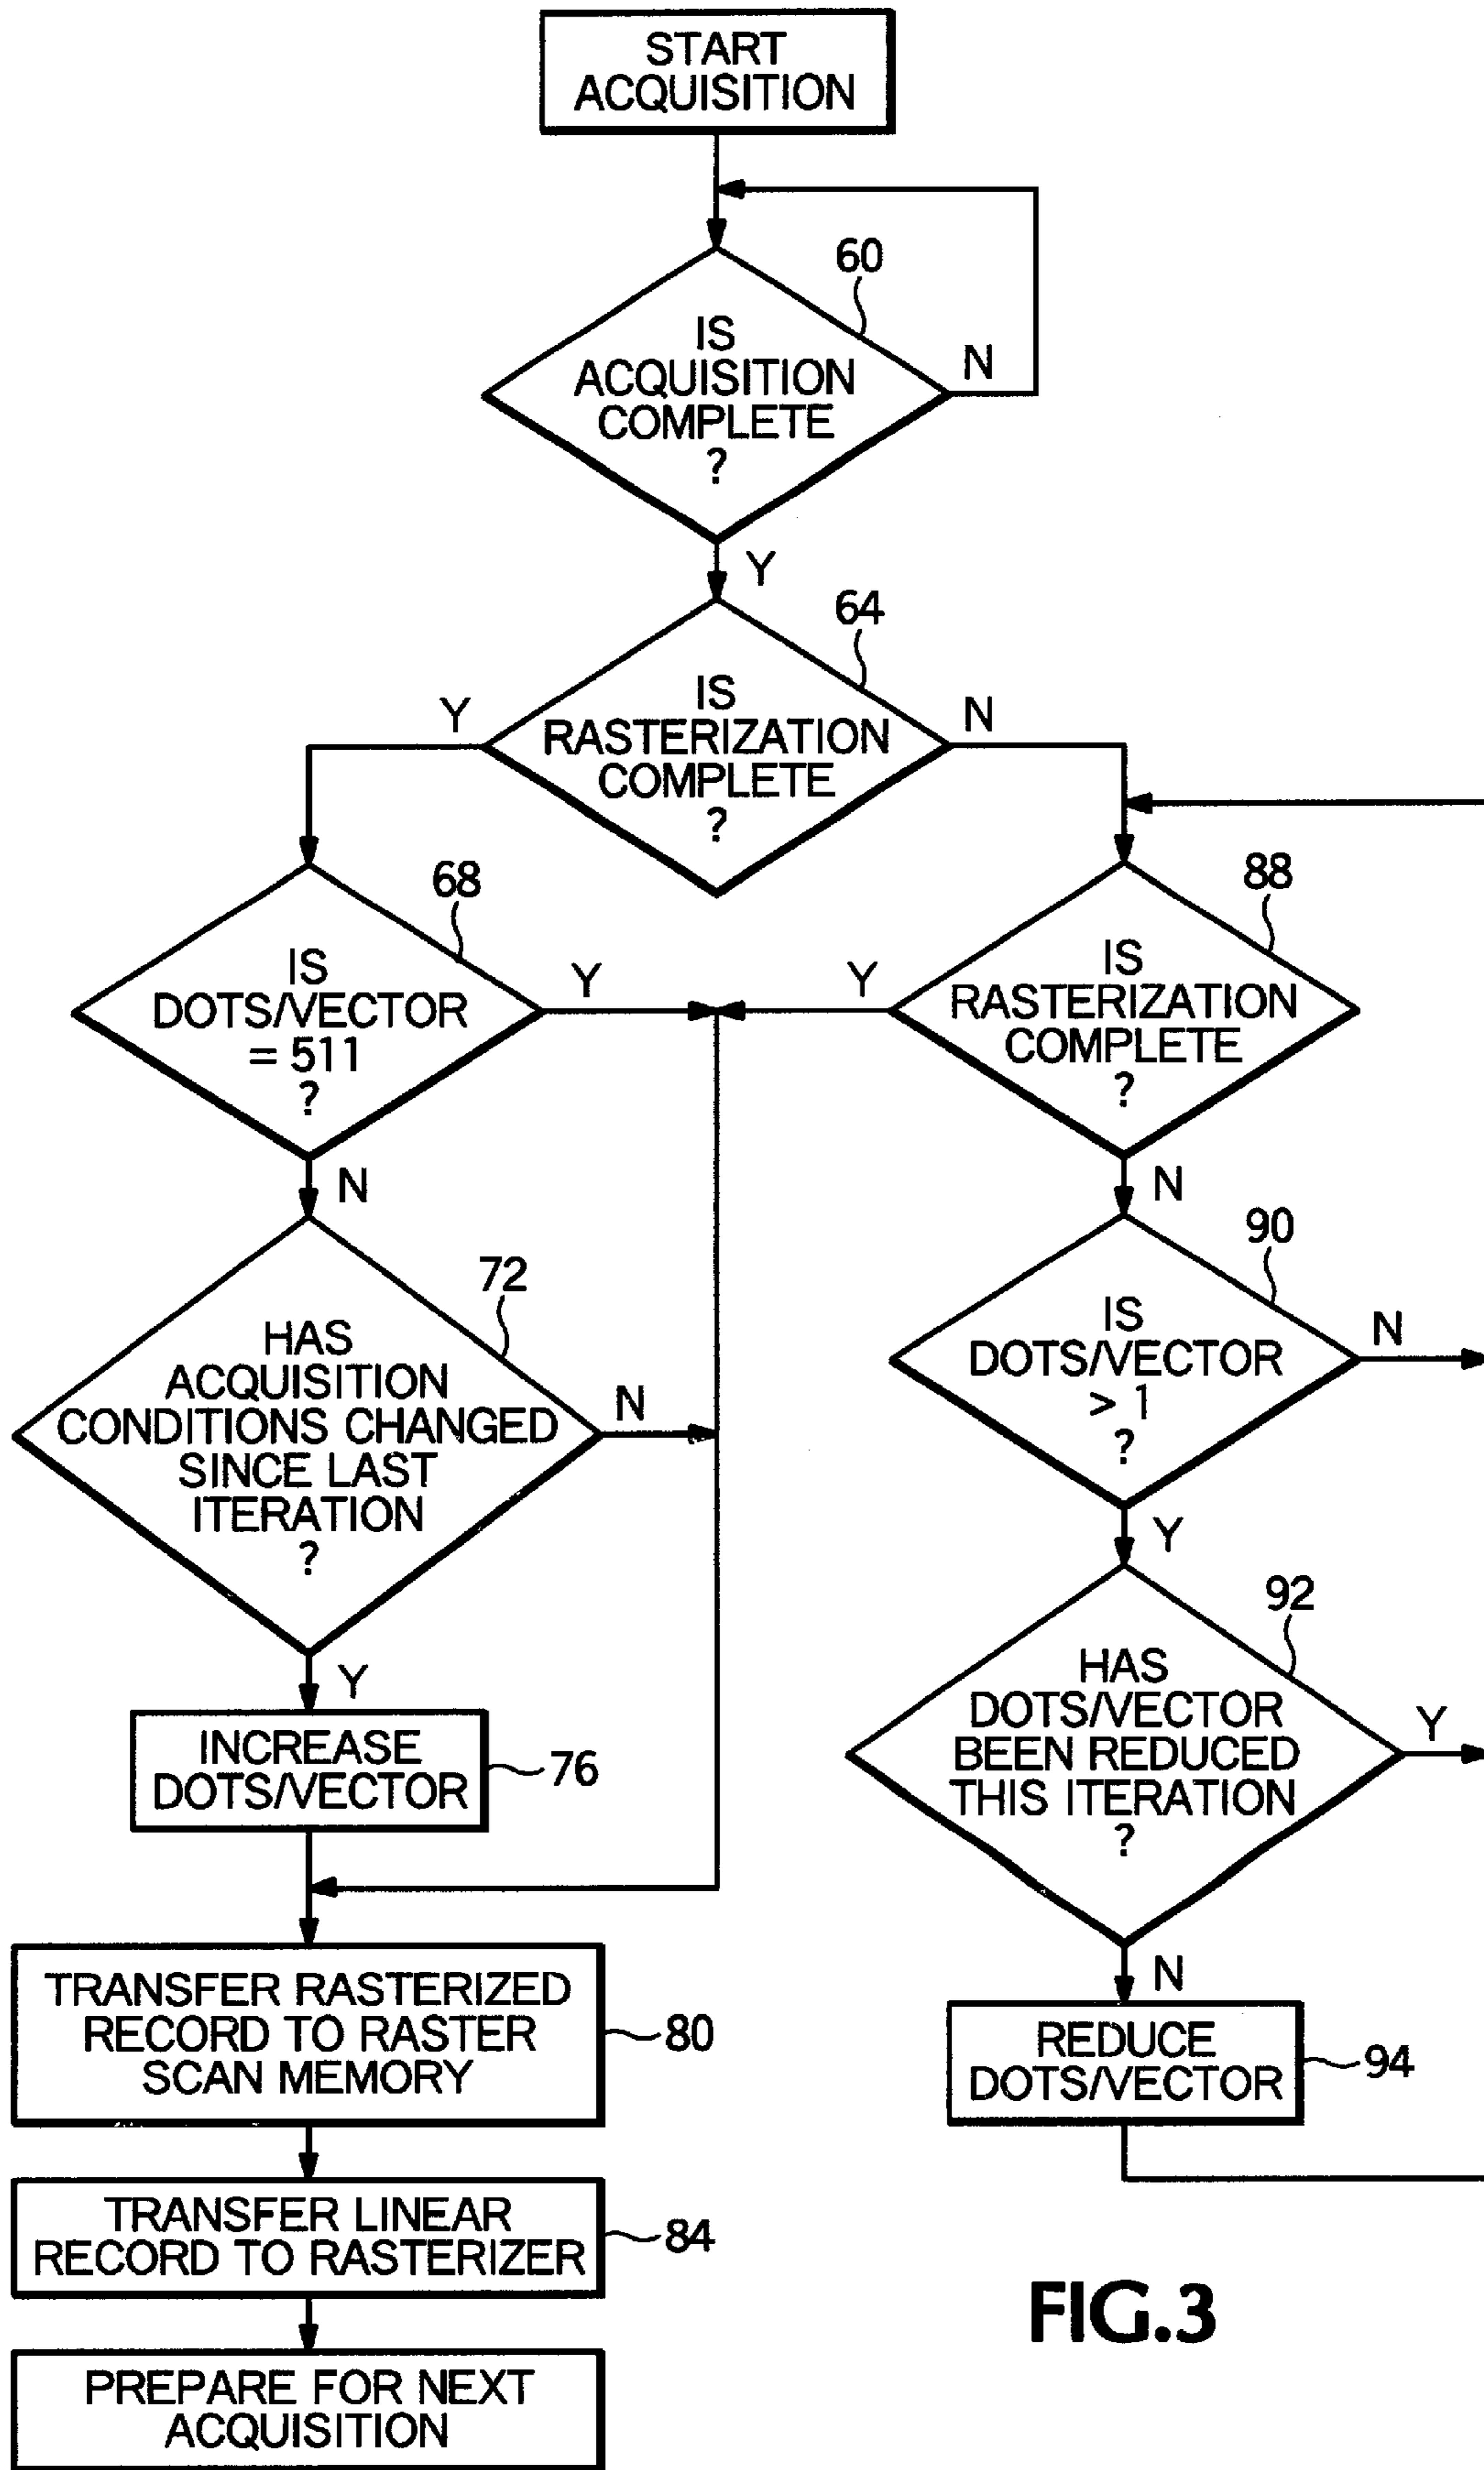 START
ACQUISITION
60
IS
ACQUISITION
COMPLETE
?
N
Y
64
IS
RASTERIZATION
COMPLETE
?
Y
N
68
IS
DOTS/VECTOR
= 511
?
Y
N
88
IS
RASTERIZATION
COMPLETE
?
Y
N
72
HAS
ACQUISITION
CONDITIONS CHANGED
SINCE LAST
ITERATION
?
N
Y
90
IS
DOTS/VECTOR
> 1
?
N
Y
INCREASE
DOTS/VECTOR
76
92
HAS
DOTS/VECTOR
BEEN REDUCED
THIS ITERATION
?
Y
N
TRANSFER RASTERIZED
RECORD TO RASTER
SCAN MEMORY
80
REDUCE
DOTS/VECTOR
94
TRANSFER LINEAR
RECORD TO RASTERIZER
84
PREPARE FOR NEXT
ACQUISITION
FIG.3